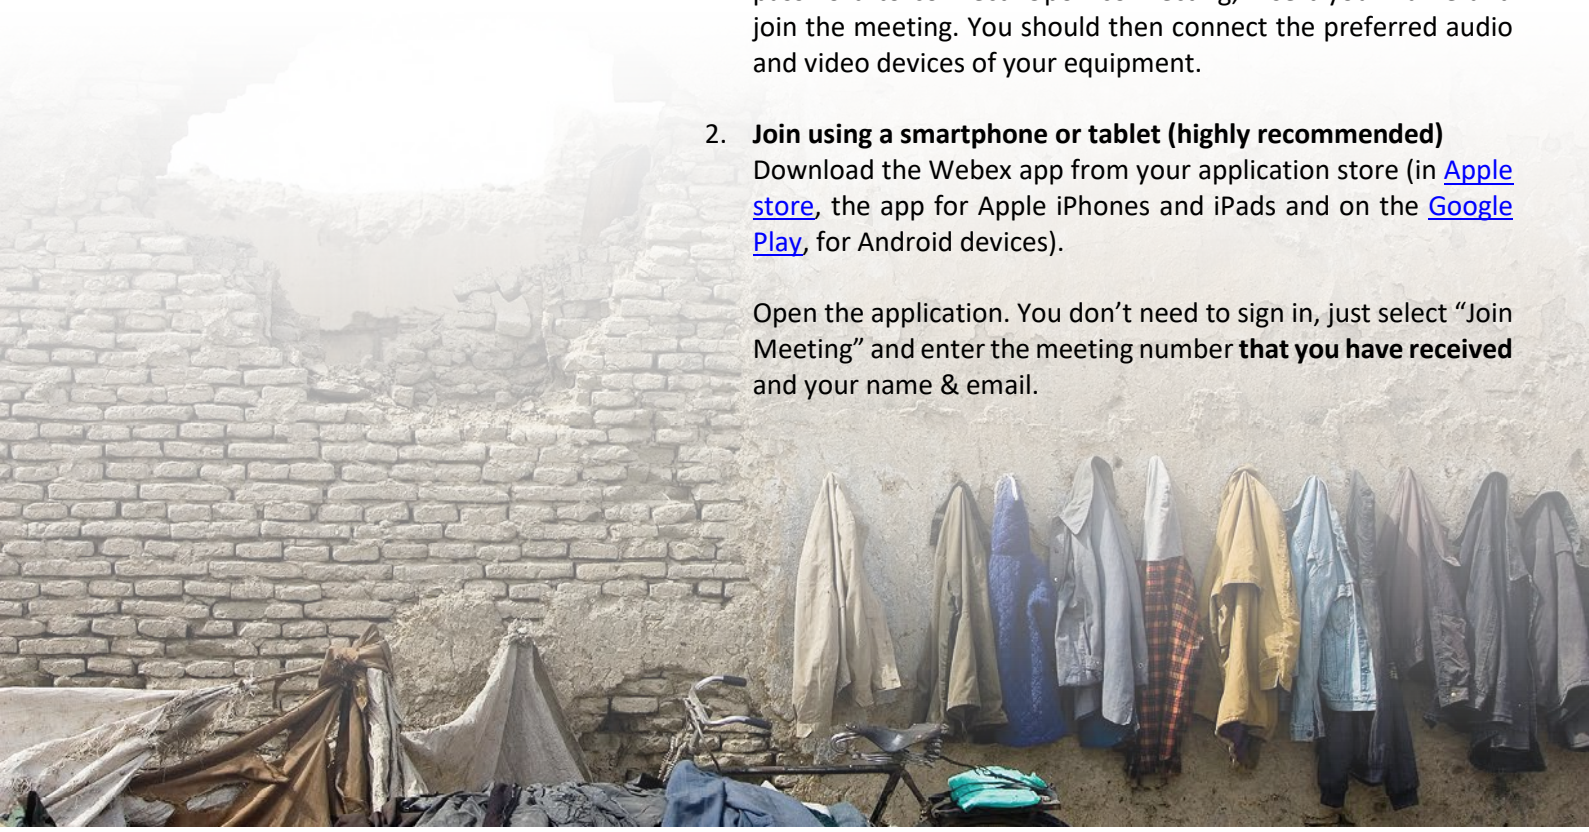 join the meeting. You should then connect the preferred audio
and video devices of your equipment.
2. Join using a smartphone or tablet (highly recommended)
Download the Webex app from your application store (in Apple
store, the app for Apple iPhones and iPads and on the Google
Play, for Android devices).
Open the application. You don’t need to sign in, just select “Join
Meeting” and enter the meeting number that you have received
and your name & email.